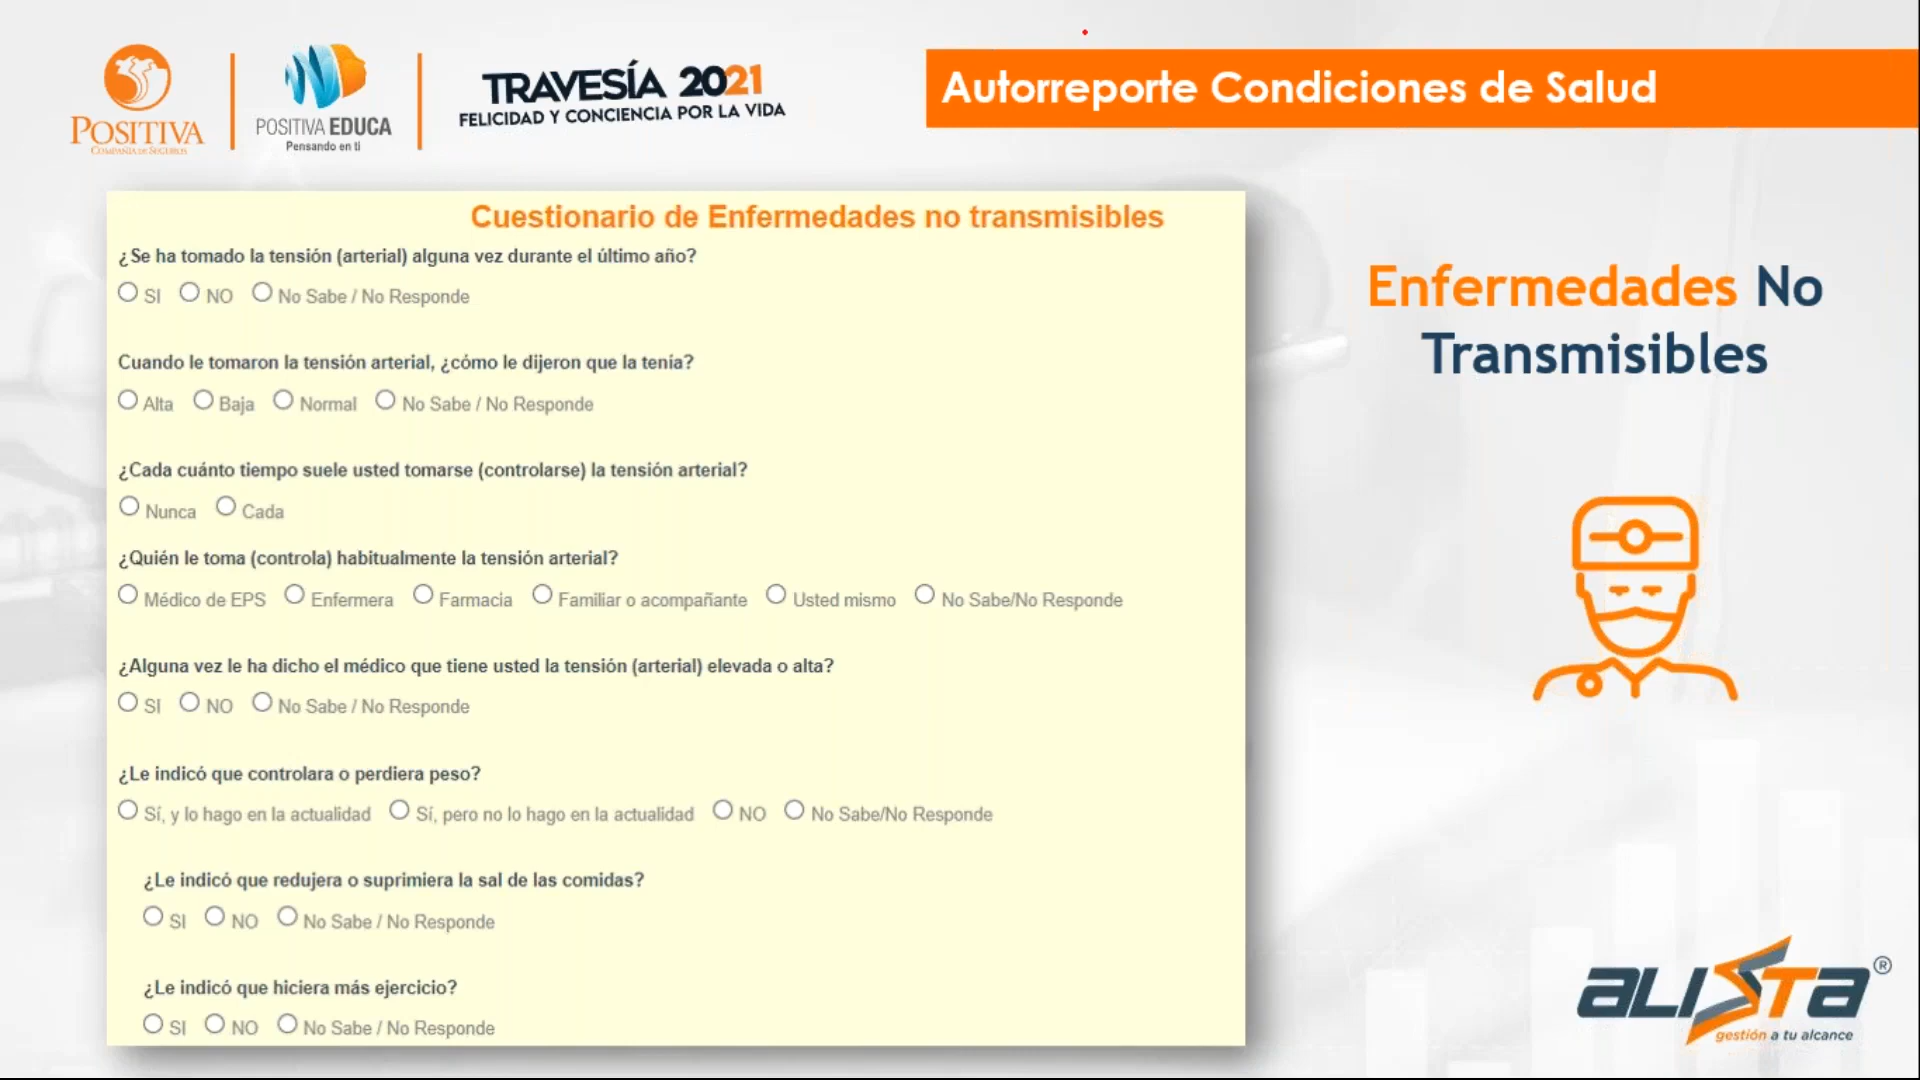 POSITIVA
COMPAÑÍA DE SEGUROS
POSITIVA EDUCA
Pensando en ti
TRAVESÍA 2021
FELICIDAD Y CONCIENCIA POR LA VIDA
Autorreporte Condiciones de Salud
Cuestionario de Enfermedades no transmisibles
¿Se ha tomado la tensión (arterial) alguna vez durante el último año?
SI NO No Sabe / No Responde
Cuando le tomaron la tensión arterial, ¿cómo le dijeron que la tenía?
Alta Baja Normal No Sabe / No Responde
¿Cada cuánto tiempo suele usted tomarse (controlarse) la tensión arterial?
Nunca Cada
¿Quién le toma (controla) habitualmente la tensión arterial?
Médico de EPS Enfermera Farmacia Familiar o acompañante Usted mismo No Sabe/No Responde
¿Alguna vez le ha dicho el médico que tiene usted la tensión (arterial) elevada o alta?
SI NO No Sabe / No Responde
¿Le indicó que controlara o perdiera peso?
Sí, y lo hago en la actualidad Sí, pero no lo hago en la actualidad NO No Sabe/No Responde
¿Le indicó que redujera o suprimiera la sal de las comidas?
SI NO No Sabe / No Responde
¿Le indicó que hiciera más ejercicio?
SI NO No Sabe / No Responde
Enfermedades No
Transmisibles
ALISTA ®
gestión a tu alcance